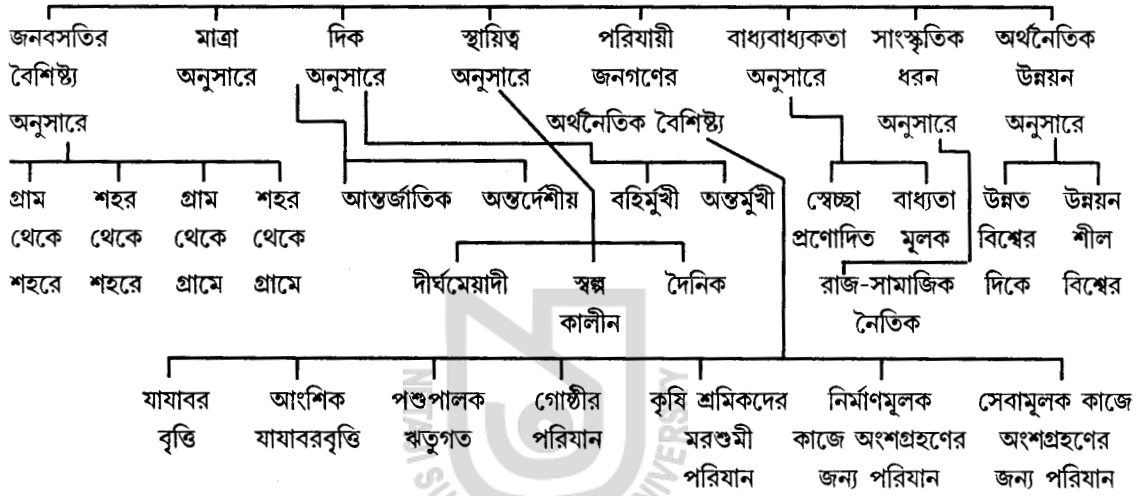 জনবসতির মাত্রা দিক স্থায়িত্ব পরিযায়ী বাধ্যবাধ্যকতা সাংস্কৃতিক অর্থনৈতিক
বৈশিষ্ট্য অনুসারে অনুসারে অনুসারে জনগণের অনুসারে ধরন উন্নয়ন
অনুসারে অর্থনৈতিক বৈশিষ্ট্য অনুসারে অনুসারে
গ্রাম শহর গ্রাম শহর আন্তর্জাতিক অন্তর্দেশীয় বহির্মুখী অন্তর্মুখী স্বেচ্ছা বাধ্যতা উন্নত উন্নয়ন
থেকে থেকে থেকে থেকে প্রণোদিত মূলক বিশ্বের শীল
শহরে শহরে গ্রামে গ্রামে দীর্ঘমেয়াদী স্বল্প দৈনিক রাজ-সামাজিক দিকে বিশ্বের
কালীন নৈতিক
যাযাবর আংশিক পশুপালক গোষ্ঠীর কৃষি শ্রমিকদের নির্মাণমূলক সেবামূলক কাজে
বৃত্তি যাযাবরবৃত্তি ঋতুগত পরিযান মরশুমী কাজে অংশগ্রহণের অংশগ্রহণের
পরিযান জন্য পরিযান জন্য পরিযান